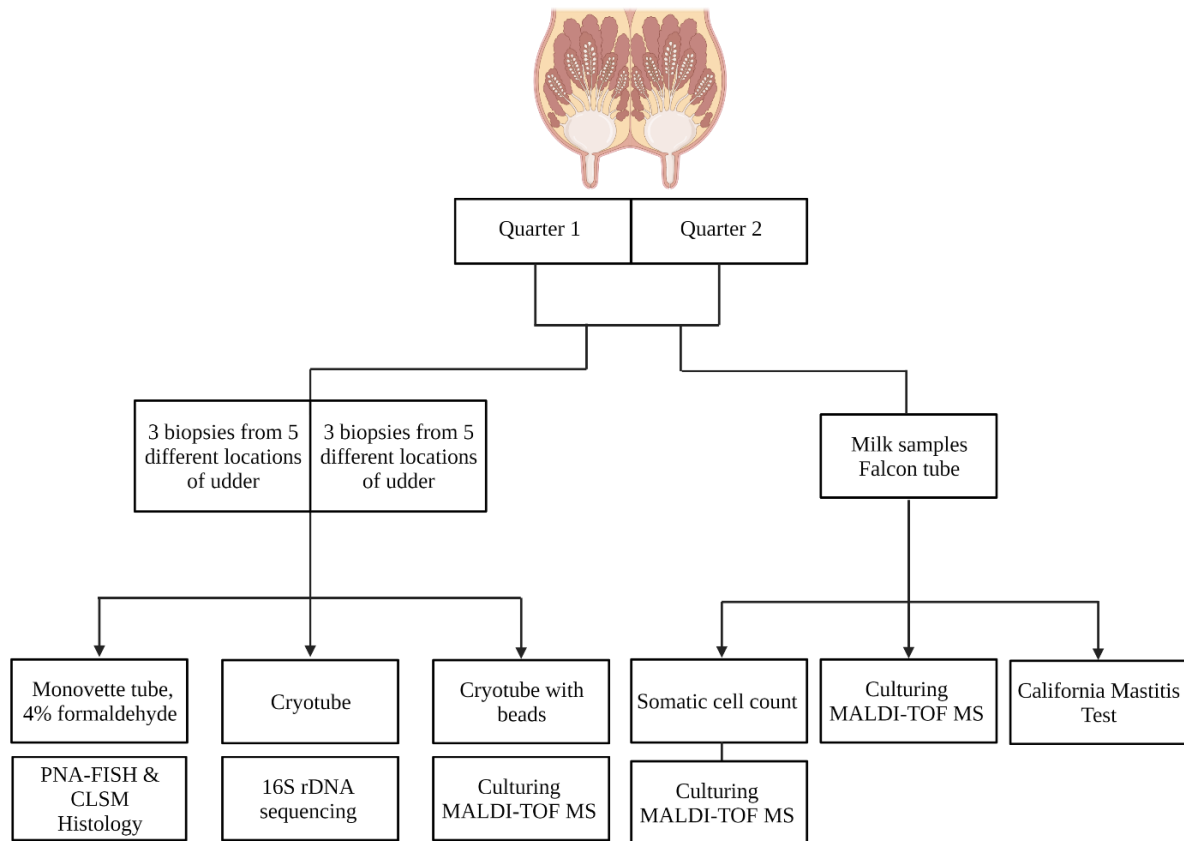 Quarter 1
Quarter 2
3 biopsies from 5
different locations
of udder
3 biopsies from 5
different locations
of udder
Milk samples
Falcon tube
Monovette tube,
4% formaldehyde
Cryotube
Cryotube with
beads
Somatic cell count
Culturing
MALDI-TOF MS
California Mastitis
Test
PNA-FISH &
CLSM
Histology
16S rDNA
sequencing
Culturing
MALDI-TOF MS
Culturing
MALDI-TOF MS